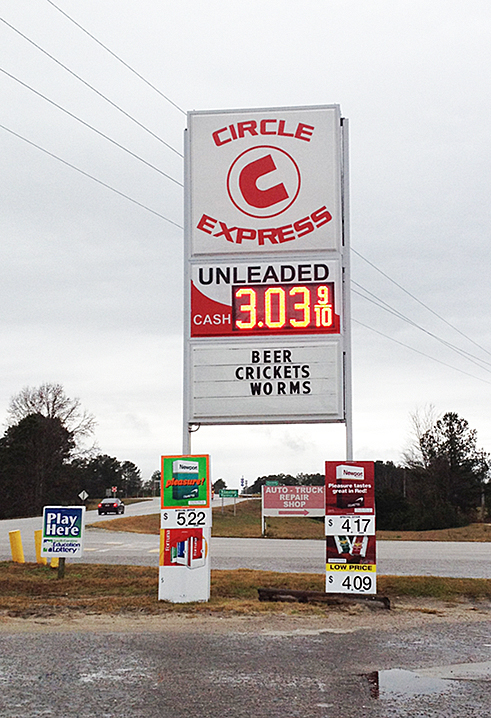 CIRCLE
C
EXPRESS
UNLEADED
CASH 3.03 9/10
BEER
CRICKETS
WORMS
Newport
pleasure!
$ 5.22
$
Newport
Pleasure tastes
great in Red!
$ 4.17
LOW PRICE
$ 4.09
AUTO - TRUCK
REPAIR
SHOP
Play
Here
Education
Lottery